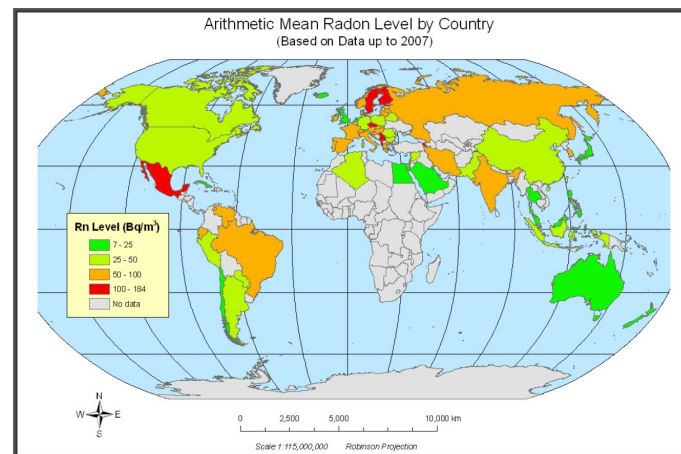 Arithmetic Mean Radon Level by Country
(Based on Data up to 2007)
Rn Level (Bq/m³)
7 - 25
25 - 50
50 - 100
100 - 184
No data
N
W E
S
0 2,500 5,000 10,000 km
Scale 1:115,000,000 Robinson Projection